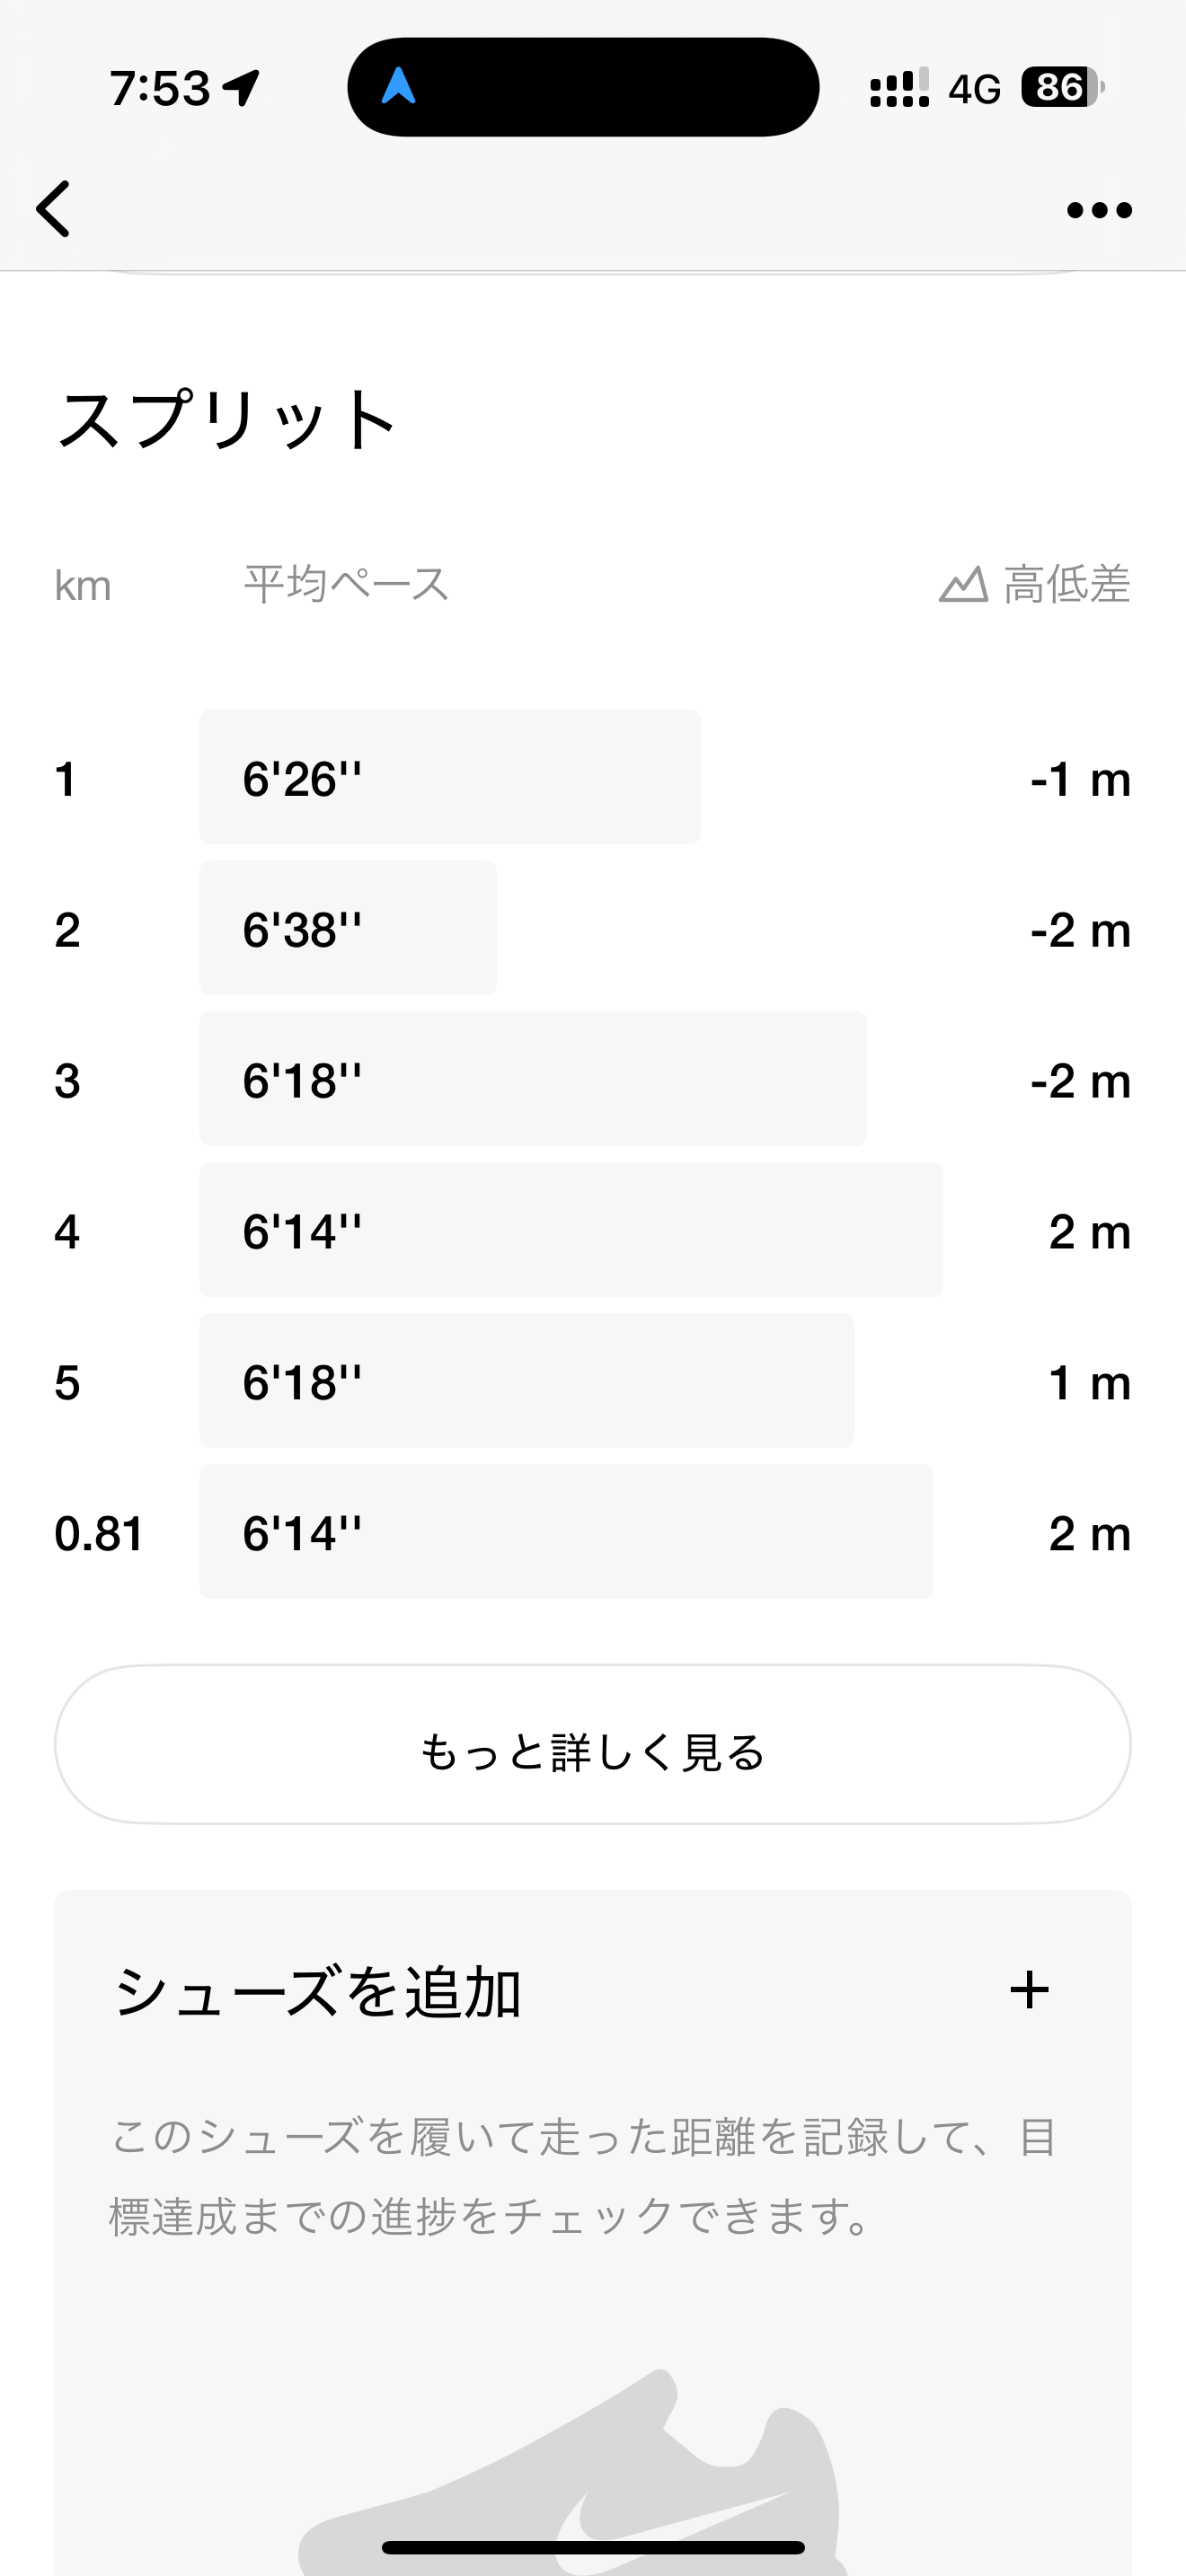 7:53 4G 86
スプリット
km 平均ペース 高低差
1 6'26'' -1 m
2 6'38'' -2 m
3 6'18'' -2 m
4 6'14'' 2 m
5 6'18'' 1 m
0.81 6'14'' 2 m
もっと詳しく見る
シューズを追加 +
このシューズを履いて走った距離を記録して、目
標達成までの進捗をチェックできます。